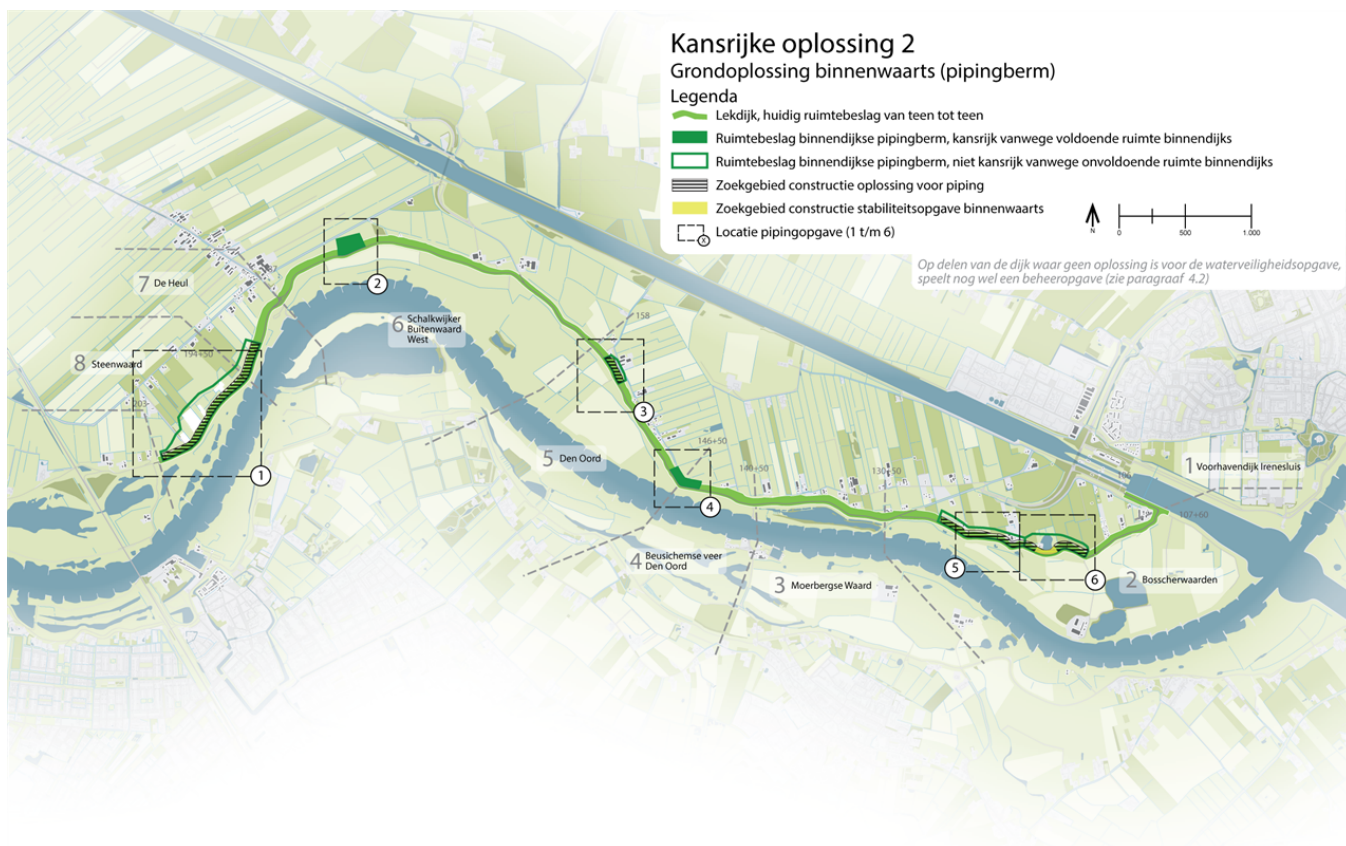 Kansrijke oplossing 2
Grondoplossing binnenwaarts (pipingberm)
Legenda
Lekdijk, huidig ruimtebeslag van teen tot teen
Ruimtebeslag binnendijkse pipingberm, kansrijk vanwege voldoende ruimte binnendijks
Ruimtebeslag binnendijkse pipingberm, niet kansrijk vanwege onvoldoende ruimte binnendijks
Zoekgebied constructie oplossing voor piping
Zoekgebied constructie stabiliteitsopgave binnenwaarts
Locatie pipingopgave (1 t/m 6)
x
N
0 500 1.000
Op delen van de dijk waar geen oplossing is voor de waterveiligheidsopgave,
speelt nog wel een beheeropgave (zie paragraaf 4.2)
7 De Heul
2
6 Schalkwijker
Buitenwaard
West
158
8 Steenwaard
194+50
203
3
1
146+50
5 Den Oord
140+50
130+50
106
1 Voorhavendijk Irenesluis
107+60
4
4 Beusichemse veer
Den Oord
3 Moerbergse Waard
5
6
2 Bosscherwaarden